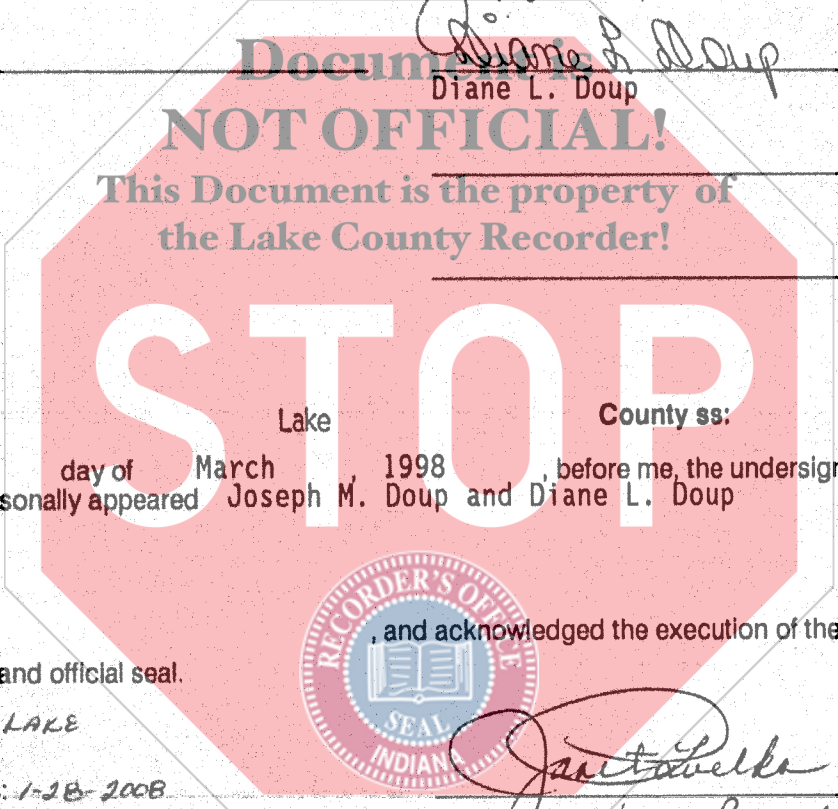 Diane L Doup
Document is
Diane L. Doup
NOT OFFICIAL!
This Document is the property of
the Lake County Recorder!
STOP
Lake County ss:
day of March , 1998 , before me, the undersign
sonally appeared Joseph M. Doup and Diane L. Doup
RECORDER'S OFFICE
, and acknowledged the execution of the
and official seal.
LAKE
SEAL
INDIANA
: 1-28-2008